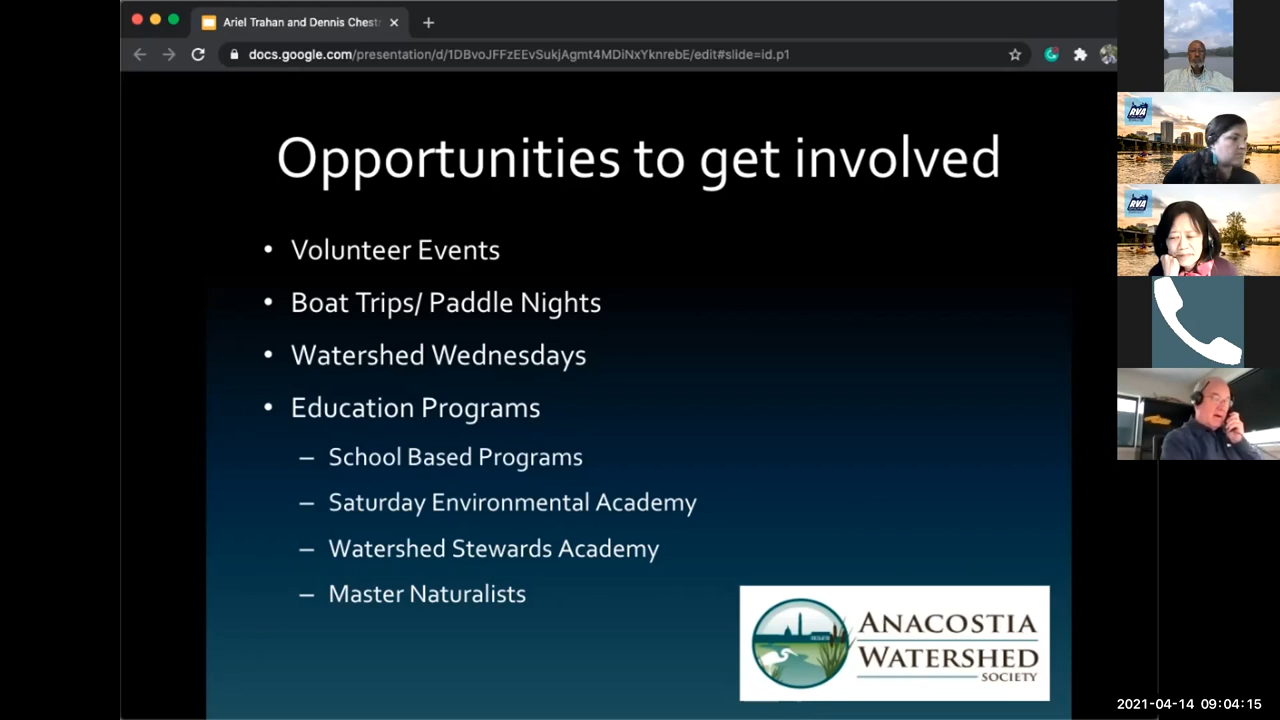 Ariel Trahan and Dennis Chestn
docs.google.com/presentation/d/1DBvoJFFzEEvSukjAgmt4MDiNxYknrebE/edit#slide=id.p1
Opportunities to get involved
• Volunteer Events
• Boat Trips/ Paddle Nights
• Watershed Wednesdays
• Education Programs
– School Based Programs
– Saturday Environmental Academy
– Watershed Stewards Academy
– Master Naturalists
ANACOSTIA
WATERSHED
SOCIETY
RVA
RVA
2021-04-14 09:04:15